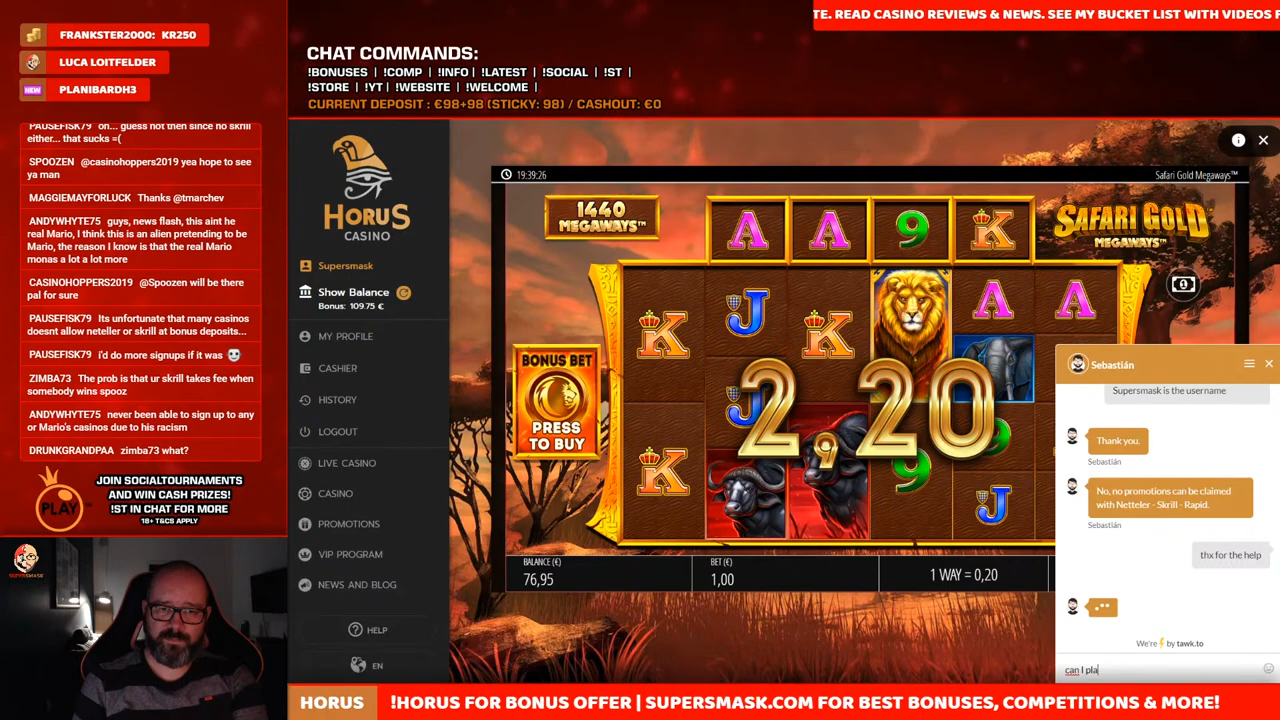 FRANKSTER2000: KR250
LUCA LOITFELDER
NEW PLANIBARDH3
PAUSEFISK79 oh... guess not then since no skrill
either... that sucks =(
SPOOZEN @casinohoppers2019 yea hope to see
ya man
MAGGIEMAYFORLUCK Thanks @tmarchev
ANDYWHYTE75 guys, news flash, this aint he
real Mario, I think this is an alien pretending to be
Mario, the reason I know is that the real Mario
monas a lot a lot more
CASINOHOPPERS2019 @Spoozen will be there
pal for sure
PAUSEFISK79 Its unfortunate that many casinos
doesnt allow neteller or skrill at bonus deposits...
PAUSEFISK79 i'd do more signups if it was
ZIMBA73 The prob is that ur skrill takes fee when
somebody wins spooz
ANDYWHYTE75 never been able to sign up to any
or Mario's casinos due to his racism
DRUNKGRANDPAA zimba73 what?
PLAY
JOIN SOCIALTOURNAMENTS
AND WIN CASH PRIZES!
!ST IN CHAT FOR MORE
18+ T&CS APPLY
SUPERSMASK
TE. READ CASINO REVIEWS & NEWS. SEE MY BUCKET LIST WITH VIDEOS F
CHAT COMMANDS:
!BONUSES | !COMP | !INFO | !LATEST | !SOCIAL | !ST |
!STORE | !YT | !WEBSITE | !WELCOME |
CURRENT DEPOSIT : €98+98 (STICKY: 98) / CASHOUT: €0
HORUS
CASINO
Supersmask
Show Balance
Bonus: 109.75 €
MY PROFILE
CASHIER
HISTORY
LOGOUT
LIVE CASINO
CASINO
PROMOTIONS
VIP PROGRAM
NEWS AND BLOG
HELP
EN
19:39:26
Safari Gold Megaways™
1440
MEGAWAYS™
A A 9 K
SAFARI GOLD
MEGAWAYS™
K J K A A
BONUS BET
PRESS
TO BUY
2,20
J
K 9 J
BALANCE (€)
76,95
BET (€)
1,00
1 WAY = 0,20
Sebastián
Supersmask is the username
Thank you.
Sebastián
No, no promotions can be claimed
with Netteler - Skrill - Rapid.
Sebastián
thx for the help
We're by tawk.to
can I pla
HORUS
!HORUS FOR BONUS OFFER | SUPERSMASK.COM FOR BEST BONUSES, COMPETITIONS & MORE!